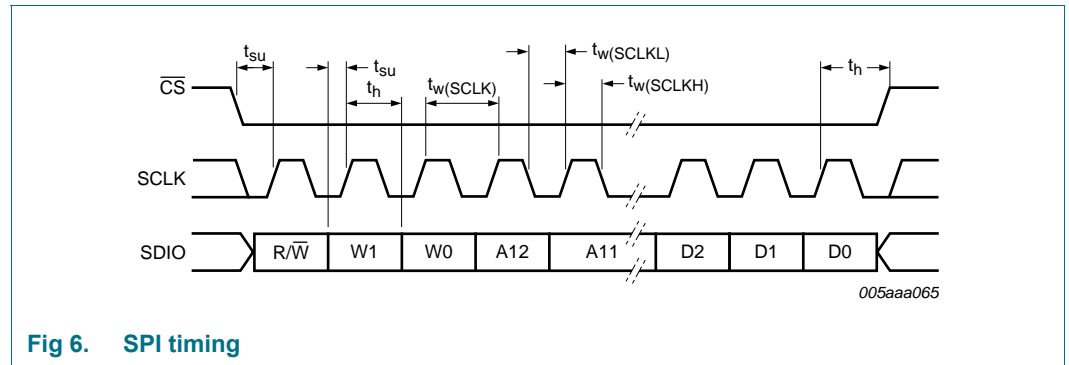 tsu
tsu
tw(SCLKL)
th
CS
th
tw(SCLK)
tw(SCLKH)
SCLK
SDIO
R/W W1 W0 A12 A11 D2 D1 D0
005aaa065
Fig 6. SPI timing